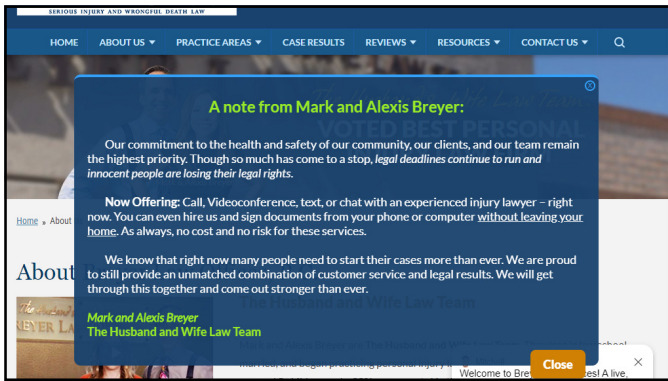 SERIOUS INJURY AND WRONGFUL DEATH LAW
HOME ABOUT US PRACTICE AREAS CASE RESULTS REVIEWS RESOURCES CONTACT US
A note from Mark and Alexis Breyer:
VOTED BEST PERSONAL
Our commitment to the health and safety of our community, our clients, and our team remain
the highest priority. Though so much has come to a stop, legal deadlines continue to run and
innocent people are losing their legal rights.
Now Offering: Call, Videoconference, text, or chat with an experienced injury lawyer – right
now. You can even hire us and sign documents from your phone or computer without leaving your
home. As always, no cost and no risk for these services.
We know that right now many people need to start their cases more than ever. We are proud
to still provide an unmatched combination of customer service and legal results. We will get
through this together and come out stronger than ever.
Mark and Alexis Breyer
The Husband and Wife Law Team
Home » About
About
The Husband and Wife Law Team
Close
Welcome to
A live,